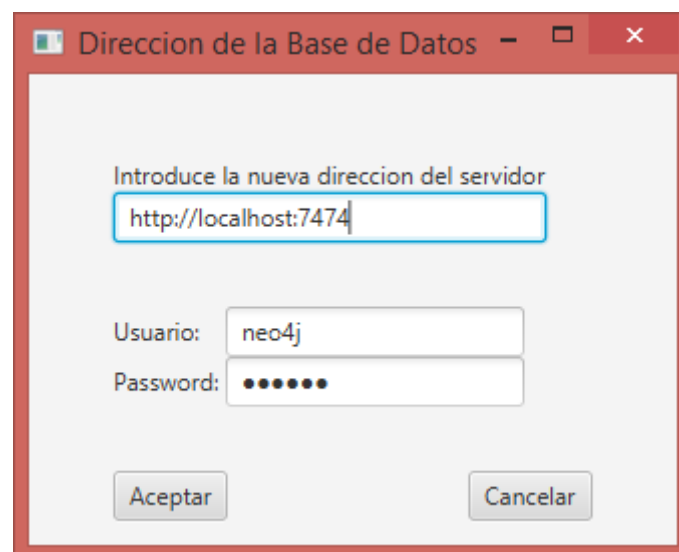 Direccion de la Base de Datos
Introduce la nueva direccion del servidor
http://localhost:7474
Usuario: neo4j
Password: ●●●●●●
Aceptar Cancelar